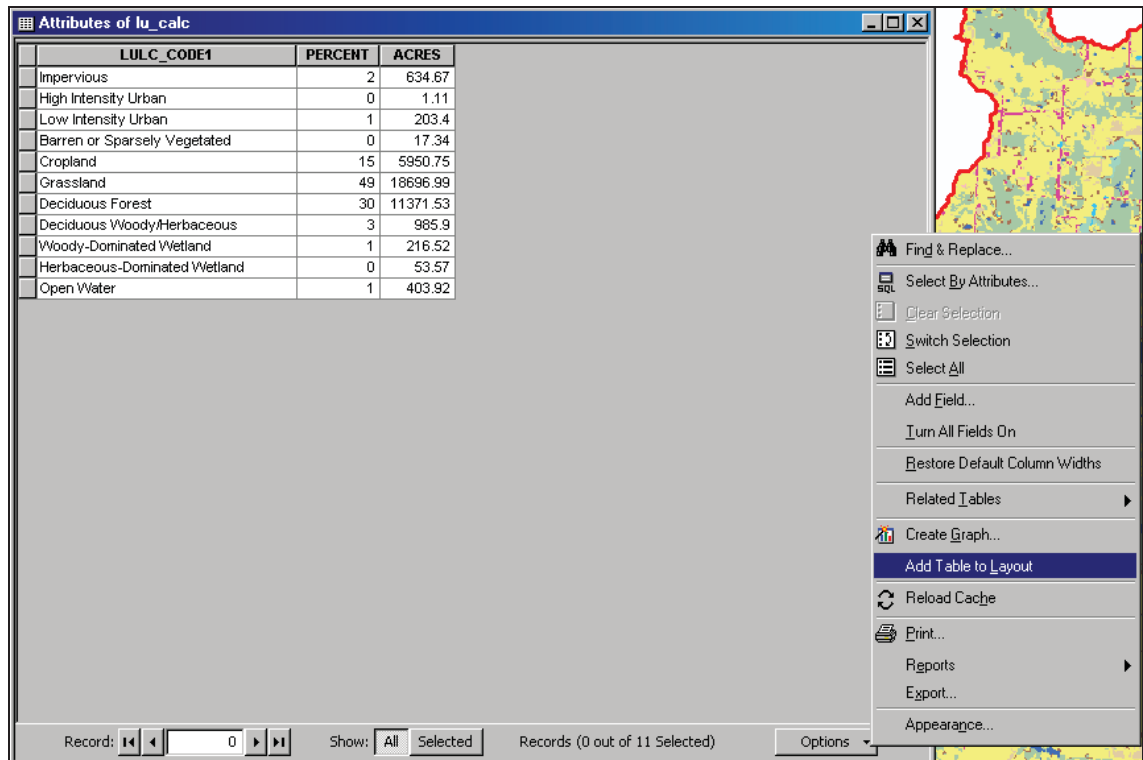 Attributes of lu_calc
LULC_CODE1 PERCENT ACRES
Impervious 2 634.67
High Intensity Urban 0 1.11
Low Intensity Urban 1 203.4
Barren or Sparsely Vegetated 0 17.34
Cropland 15 5950.75
Grassland 49 18696.99
Deciduous Forest 30 11371.53
Deciduous Woody/Herbaceous 3 985.9
Woody-Dominated Wetland 1 216.52
Herbaceous-Dominated Wetland 0 53.57
Open Water 1 403.92
Find & Replace...
SQL Select By Attributes...
Clear Selection
Switch Selection
Select All
Add Field...
Turn All Fields On
Restore Default Column Widths
Related Tables
Create Graph...
Add Table to Layout
Reload Cache
Print...
Reports
Export...
Appearance...
Record: 0 Show: All Selected Records (0 out of 11 Selected) Options